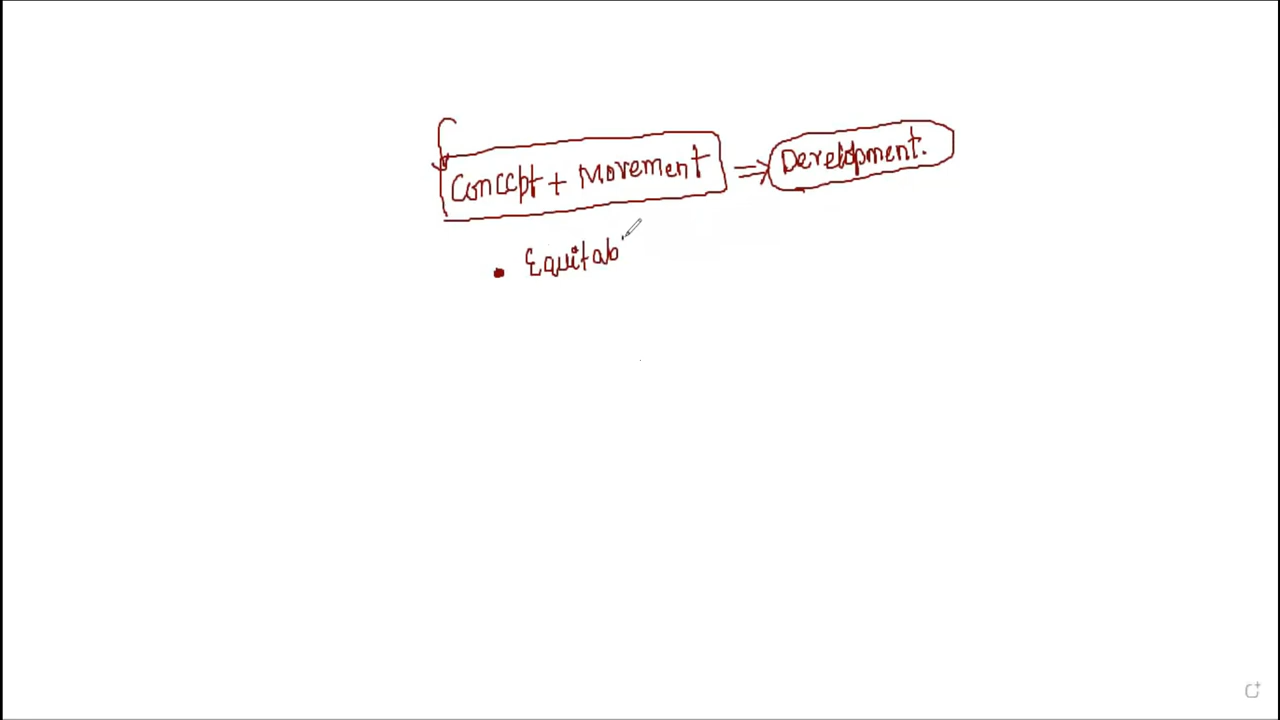 Concept + Movement ⇒ Development.
• Equitab